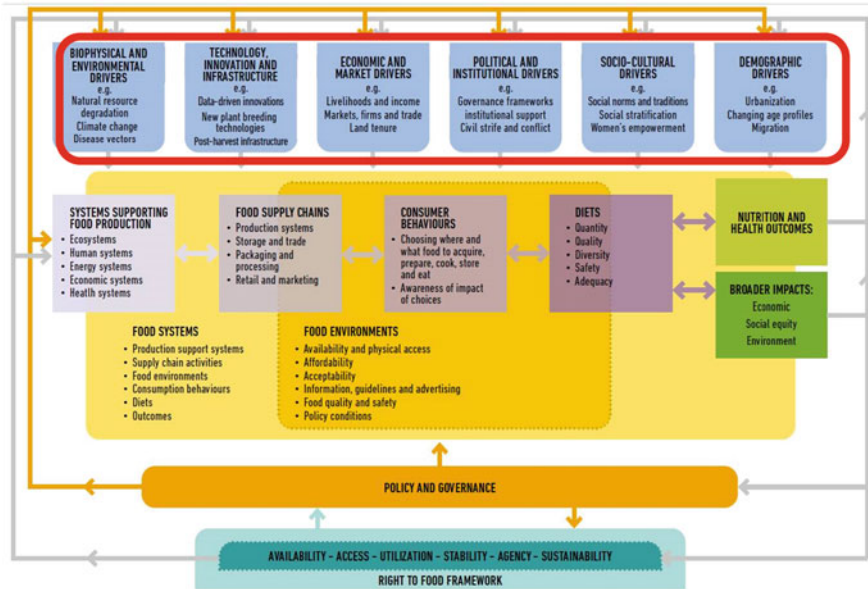 BIOPHYSICAL AND
ENVIRONMENTAL
DRIVERS
e.g.
Natural resource
degradation
Climate change
Disease vectors
TECHNOLOGY,
INNOVATION AND
INFRASTRUCTURE
e.g.
Data-driven innovations
New plant breeding
technologies
Post-harvest infrastructure
ECONOMIC AND
MARKET DRIVERS
e.g.
Livelihoods and income
Markets, firms and trade
Land tenure
POLITICAL AND
INSTITUTIONAL DRIVERS
e.g.
Governance frameworks
institutional support
Civil strife and conflict
SOCIO-CULTURAL
DRIVERS
e.g.
Social norms and traditions
Social stratification
Women's empowerment
DEMOGRAPHIC
DRIVERS
e.g.
Urbanization
Changing age profiles
Migration
SYSTEMS SUPPORTING
FOOD PRODUCTION
• Ecosystems
• Human systems
• Energy systems
• Economic systems
• Heatlh systems
FOOD SUPPLY CHAINS
• Production systems
• Storage and trade
• Packaging and
processing
• Retail and marketing
CONSUMER
BEHAVIOURS
• Choosing where and
what food to acquire,
prepare, cook, store
and eat
• Awareness of impact
of choices
DIETS
• Quantity
• Quality
• Diversity
• Safety
• Adequacy
NUTRITION AND
HEALTH OUTCOMES
BROADER IMPACTS:
Economic
Social equity
Environment
FOOD SYSTEMS
• Production support systems
• Supply chain activities
• Food environments
• Consumption behaviours
• Diets
• Outcomes
FOOD ENVIRONMENTS
• Availability and physical access
• Affordability
• Acceptability
• Information, guidelines and advertising
• Food quality and safety
• Policy conditions
POLICY AND GOVERNANCE
AVAILABILITY - ACCESS - UTILIZATION - STABILITY - AGENCY - SUSTAINABILITY
RIGHT TO FOOD FRAMEWORK